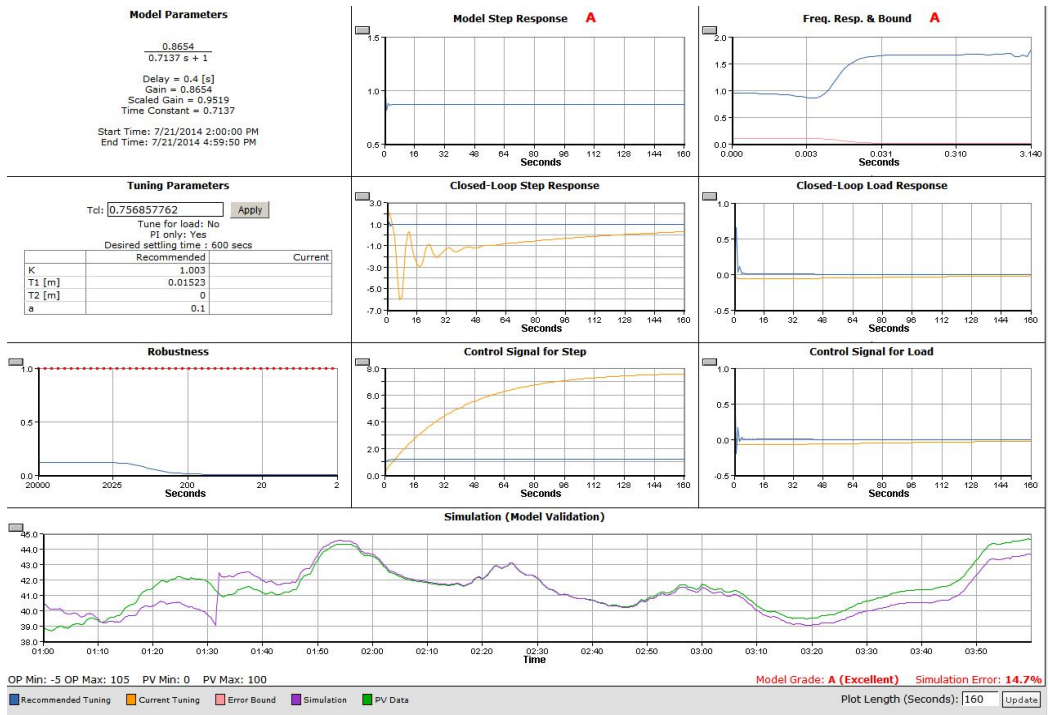 Model Parameters
0.8654
0.7137 s + 1
Delay = 0.4 [s]
Gain = 0.8654
Scaled Gain = 0.9519
Time Constant = 0.7137
Start Time: 7/21/2014 2:00:00 PM
End Time: 7/21/2014 4:59:50 PM
Model Step Response A
1.5
1.0
0.5
0 16 32 48 64 80 96 112 128 144 160
Seconds
Freq. Resp. & Bound A
2.0
1.5
1.0
0.6
0.0
0.000 0.003 0.031 0.310 3.140
Seconds
Tuning Parameters
Tcl: 0.756857762 Apply
Tune for load: No
PI only: Yes
Desired settling time : 600 secs
Recommended Current
K 1.003
T1 [m] 0.01523
T2 [m] 0
a 0.1
Closed-Loop Step Response
3.0
1.0
-1.0
-3.0
-5.0
-7.0
0 16 32 48 64 80 96 112 128 144 160
Seconds
Closed-Loop Load Response
1.0
0.5
0.0
-0.5
0 16 32 48 64 80 96 112 128 144 160
Seconds
Robustness
1.0
0.5
0.0
20000 2025 200 20 2
Seconds
Control Signal for Step
8.0
6.0
4.0
2.0
0.0
0 16 32 48 64 80 96 112 128 144 160
Seconds
Control Signal for Load
1.0
0.5
0.0
-0.5
0 16 32 48 64 80 96 112 128 144 160
Seconds
Simulation (Model Validation)
45.0
44.0
43.0
42.0
41.0
40.0
39.0
38.0
01:00 01:10 01:20 01:30 01:40 01:50 02:00 02:10 02:20 02:30 02:40 02:50 03:00 03:10 03:20 03:30 03:40 03:50
Time
OP Min: -5 OP Max: 105 PV Min: 0 PV Max: 100
Model Grade: A (Excellent) Simulation Error: 14.7%
Recommended Tuning Current Tuning Error Bound Simulation PV Data
Plot Length (Seconds): 160 Update